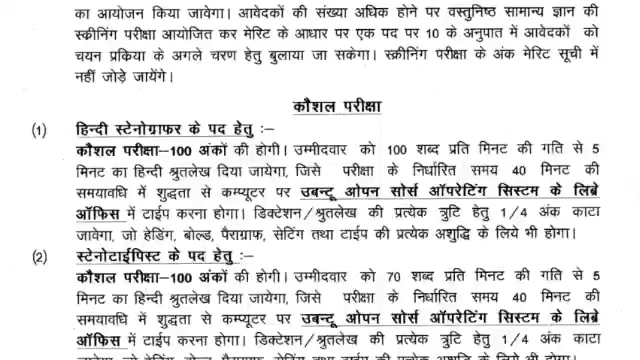 का आयोजन किया जावेगा। आवेदकों की संख्या अधिक होने पर वस्तुनिष्ठ सामान्य ज्ञान की
स्क्रीनिंग परीक्षा आयोजित कर मेरिट के आधार पर एक पद पर 10 के अनुपात में आवेदकों को
चयन प्रकिया के अगले चरण हेतु बुलाया जा सकेगा। स्क्रीनिंग परीक्षा के अंक मेरिट सूची में
नहीं जोड़े जायेंगे।
कौशल परीक्षा
(1) हिन्दी स्टेनोग्राफर के पद हेतु :–
कौशल परीक्षा–100 अंकों की होगी। उम्मीदवार को 100 शब्द प्रति मिनट की गति से 5
मिनट का हिन्दी श्रुतलेख दिया जायेगा, जिसे परीक्षा के निर्धारित समय 40 मिनट की
समयावधि में शुद्धता से कम्प्यूटर पर उबन्टू ओपन सोर्स ऑपरेटिंग सिस्टम के लिब्रे
ऑफिस में टाईप करना होगा। डिक्टेशन/श्रुतलेख की प्रत्येक त्रुटि हेतु 1/4 अंक काटा
जावेगा, जो हेडिंग, बोल्ड, पैराग्राफ, सेटिंग तथा टाईप की प्रत्येक अशुद्धि के लिये भी होगा।
(2) स्टेनोटाईपिस्ट के पद हेतु :–
कौशल परीक्षा–100 अंकों की होगी। उम्मीदवार को 70 शब्द प्रति मिनट की गति से 5
मिनट का हिन्दी श्रुतलेख दिया जायेगा, जिसे परीक्षा के निर्धारित समय 40 मिनट की
समयावधि में शुद्धता से कम्प्यूटर पर उबन्टू ओपन सोर्स ऑपरेटिंग सिस्टम के लिब्रे
ऑफिस में टाईप करना होगा। डिक्टेशन/श्रुतलेख की प्रत्येक त्रुटि हेतु 1/4 अंक काटा